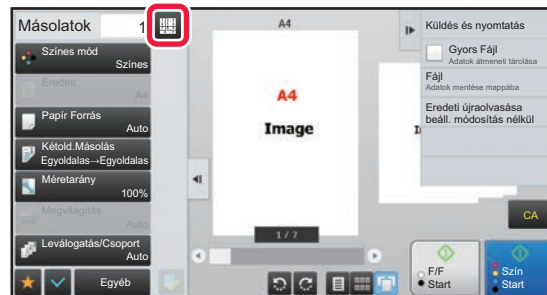 Másolatok 1
Színes mód
Színes
Eredeti
A4
Papír Forrás
Auto
Kétold.Másolás
Egyoldalas→Egyoldalas
Méretarány
100%
Megvilágítás
Auto
Leválogatás/Csoport
Auto
Egyéb
A4
A4
Image
1 / 7
Küldés és nyomtatás
Gyors Fájl
Adatok átmeneti tárolása
Fájl
Adatok mentése mappába
Eredeti újraolvasása
beáll. módosítás nélkül
CA
F/F
Start
Szín
Start